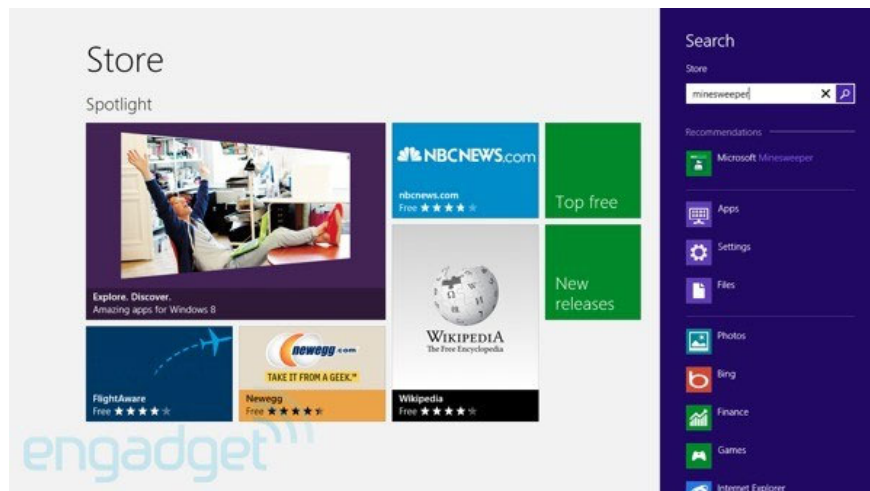 Store
Spotlight
Explore. Discover.
Amazing apps for Windows 8
NBCNEWS.com
nbcnews.com
Free
Top free
WIKIPEDIA
The Free Encyclopedia
Wikipedia
Free
New
releases
FlightAware
Free
newegg.com
TAKE IT FROM A GEEK.™
Newegg
Free
engadget
Search
Store
minesweeper
Recommendations
Microsoft Minesweeper
Apps
Settings
Files
Photos
Bing
Finance
Games
Internet Explorer